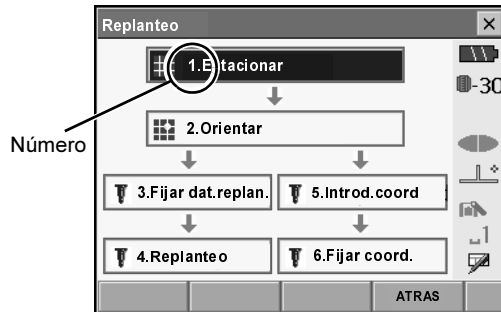 Replanteo
1.Estacionar
-30
Número
2.Orientar
3.Fijar dat.replan.
5.Introd.coord
4.Replanteo
6.Fijar coord.
_1
ATRAS